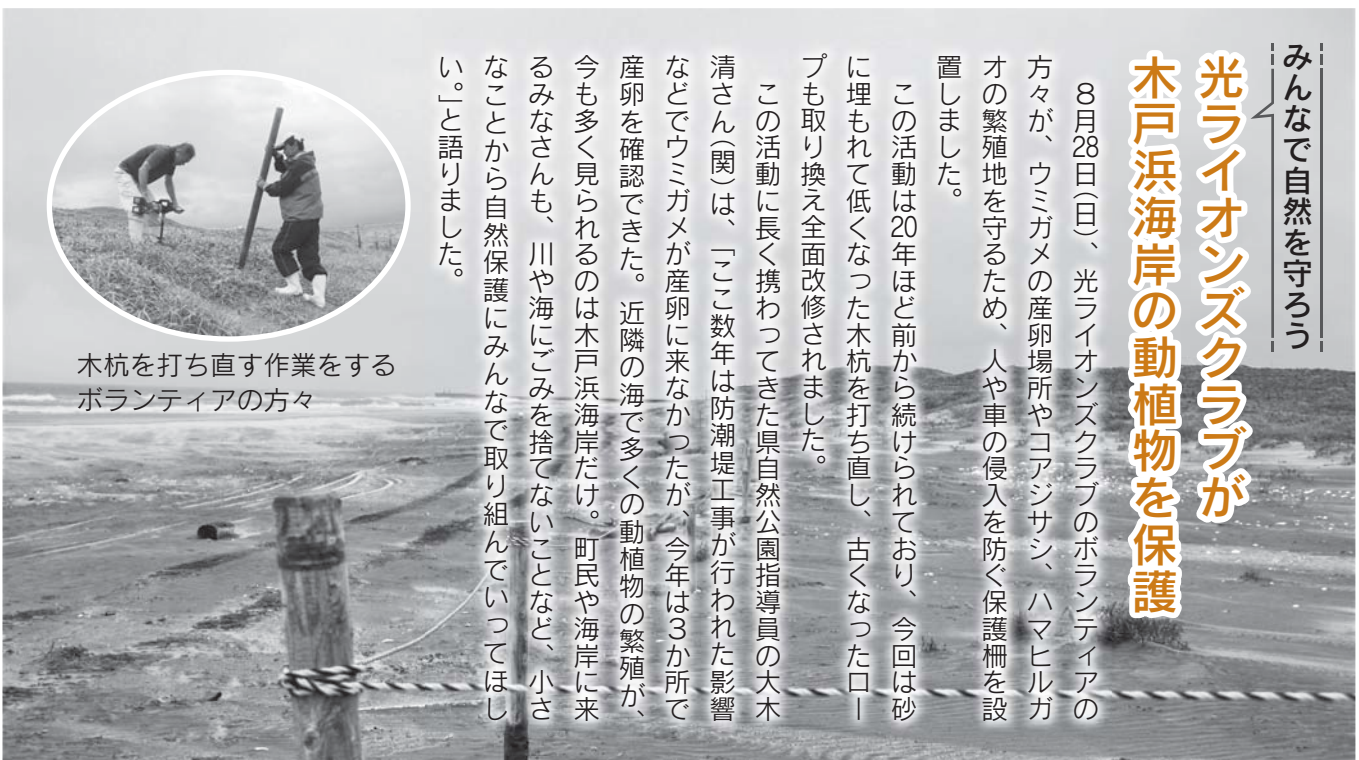 みんなで自然を守ろう
光ライオンズクラブが
木戸浜海岸の動植物を保護
　8月28日(日)、光ライオンズクラブのボランティアの
方々が、ウミガメの産卵場所やコアジサシ、ハマヒルガ
オの繁殖地を守るため、人や車の侵入を防ぐ保護柵を設
置しました。
　この活動は20年ほど前から続けられており、今回は砂
に埋もれて低くなった木杭を打ち直し、古くなったロー
プも取り換え全面改修されました。
　この活動に長く携わってきた県自然公園指導員の大木
清さん(関)は、「ここ数年は防潮堤工事が行われた影響
などでウミガメが産卵に来なかったが、今年は3か所で
産卵を確認できた。近隣の海で多くの動植物の繁殖が、
今も多く見られるのは木戸浜海岸だけ。町民や海岸に来
るみなさんも、川や海にごみを捨てないことなど、小さ
なことから自然保護にみんなで取り組んでいってほし
い。」と語りました。
木杭を打ち直す作業をする
ボランティアの方々